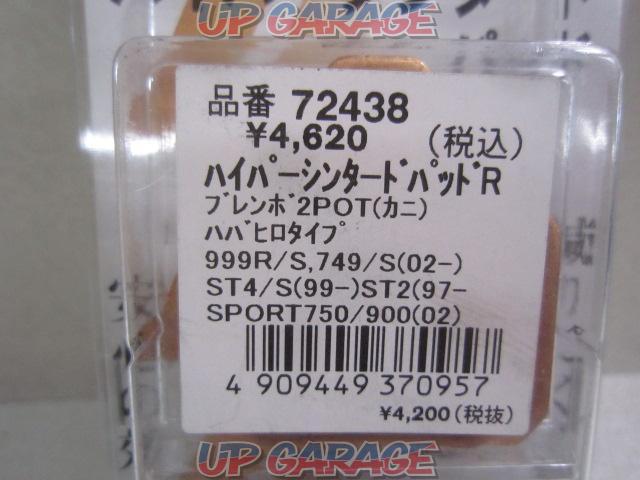 UP GARAGE
品番 72438
¥4,620 (税込)
ハイパーシンタードパッドR
ブレンボ2POT(カニ)
ハバヒロタイプ
999R/S,749/S(02-)
ST4/S(99-)ST2(97-
SPORT750/900(02)
4 909449 370957
¥4,200(税抜)
UP GARAGE